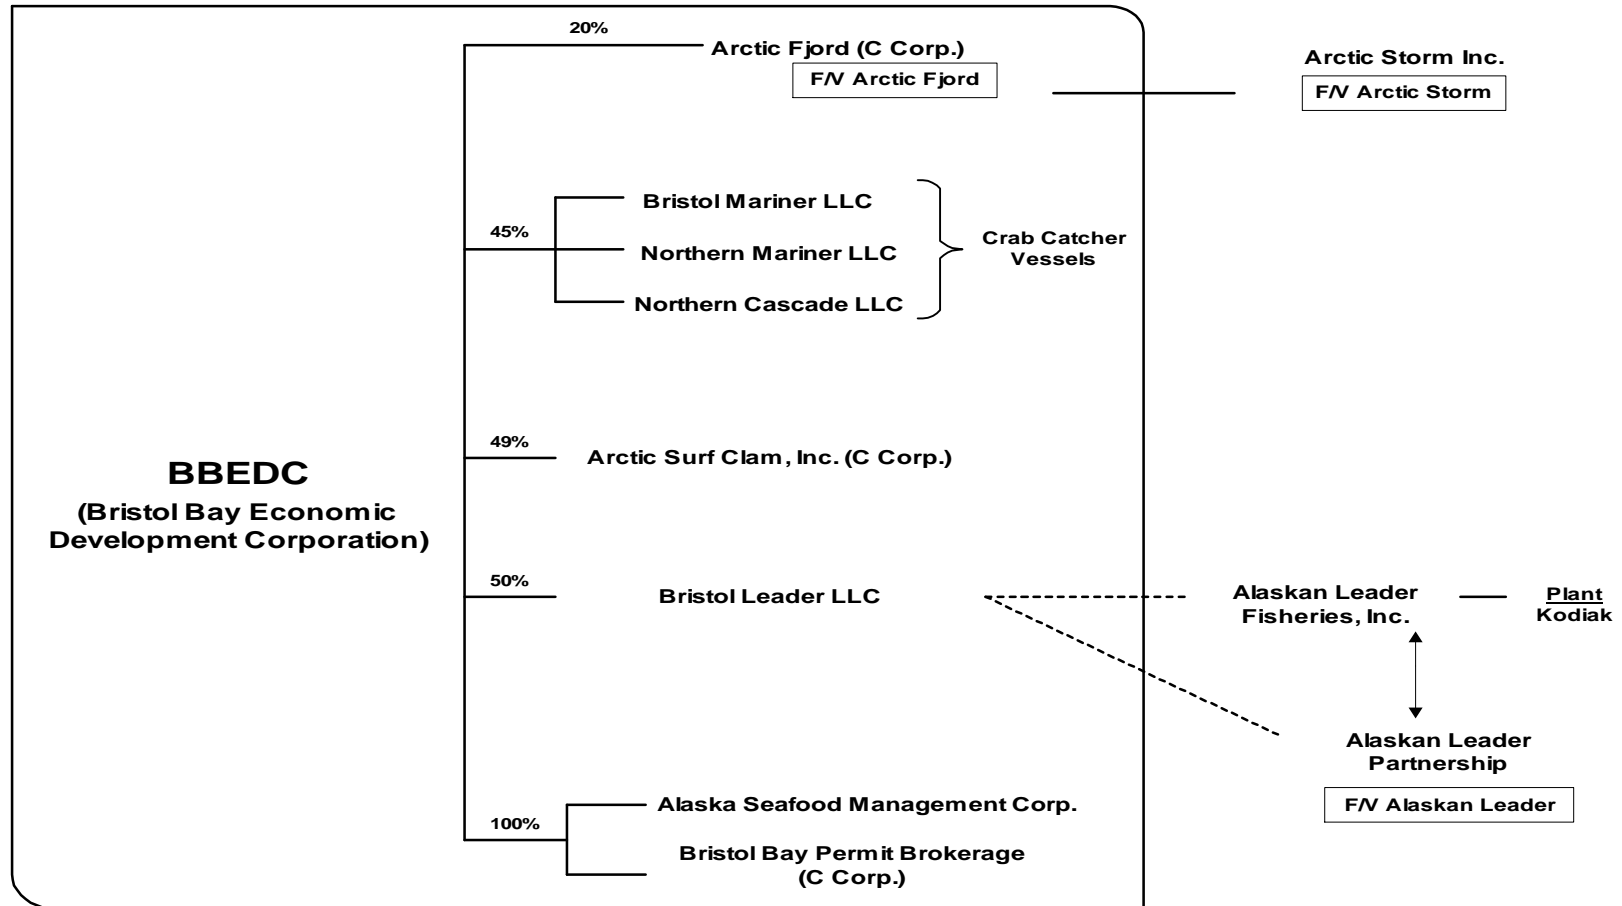 20%
Arctic Fjord (C Corp.)
F/V Arctic Fjord
Arctic Storm Inc.
F/V Arctic Storm
45%
Bristol Mariner LLC
Northern Mariner LLC
Northern Cascade LLC
Crab Catcher
Vessels
49%
Arctic Surf Clam, Inc. (C Corp.)
BBEDC
(Bristol Bay Economic
Development Corporation)
50%
Bristol Leader LLC
Alaskan Leader
Fisheries, Inc.
Plant
Kodiak
Alaskan Leader
Partnership
F/V Alaskan Leader
100%
Alaska Seafood Management Corp.
Bristol Bay Permit Brokerage
(C Corp.)